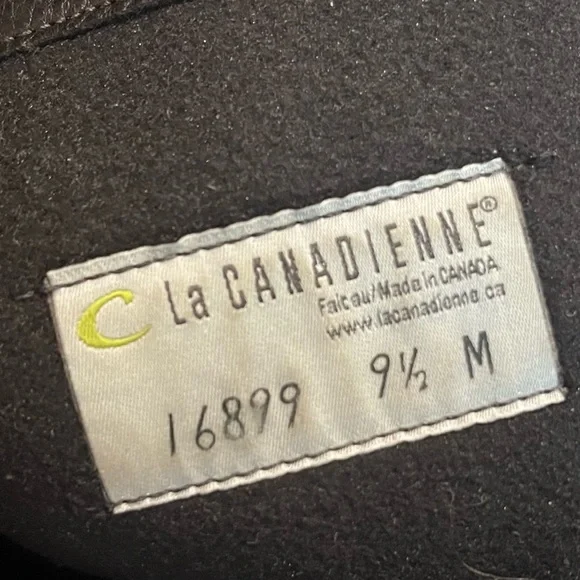 La CANADIENNE®
Fait au/Made in CANADA
www.lacanadienne.ca
16899 9½ M